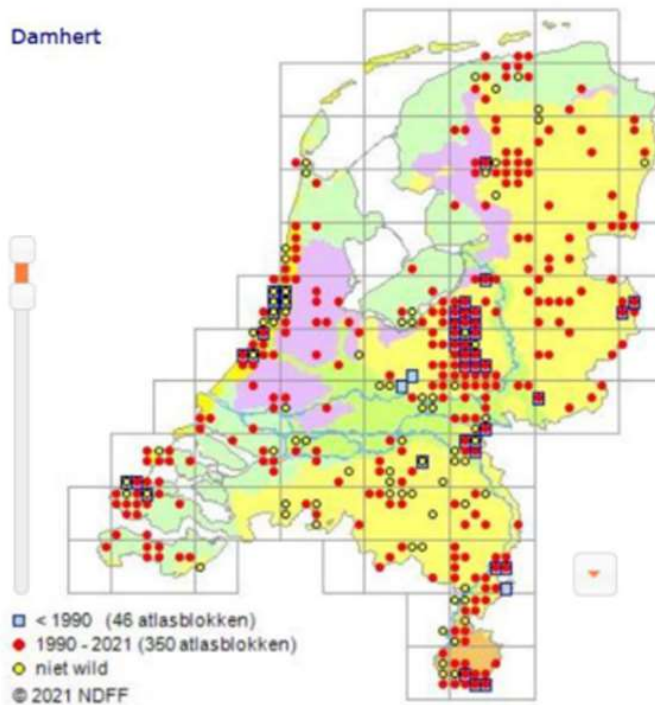 Damhert
< 1990 (46 atlasblokken)
1990 - 2021 (350 atlasblokken)
niet wild
© 2021 NDFF